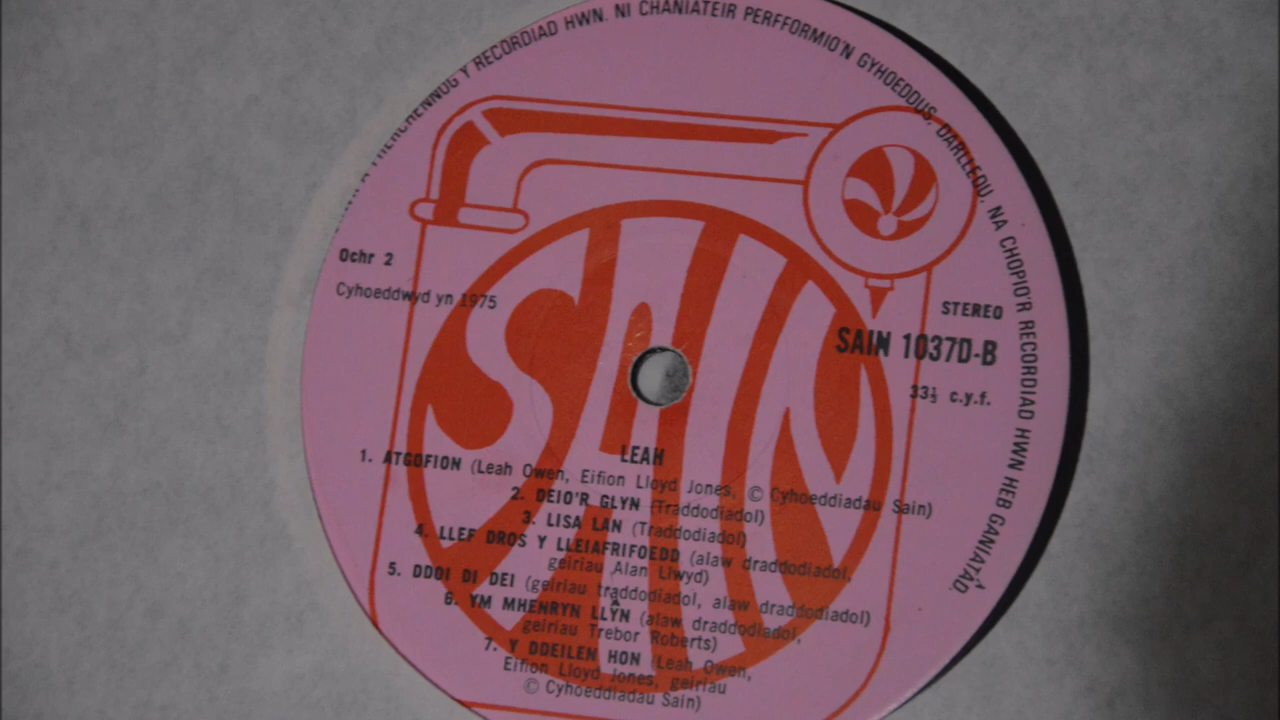 Y RECORDIAD HWN. NI CHANIATEIR PERFFORMIO'N GYHOEDDUS, DARLLEDU, NA CHOPIO'R RECORDIAD HWN HEB GANIATÂD.
SAIN
Ochr 2
Cyhoeddwyd yn 1975
STEREO
SAIN 1037D-B
33⅓ c.y.f.
LEAH
1. ATGOFION (Leah Owen, Eifion Lloyd Jones, © Cyhoeddiadau Sain)
2. DEIO'R GLYN (Traddodiadol)
3. LISA LAN (Traddodiadol)
4. LLEF DROS Y LLEIAFRIFOEDD (alaw draddodiadol,
geiriau Alan Llwyd)
5. DDOI DI DEI (geiriau traddodiadol, alaw draddodiadol)
6. YM MHENRYN LLŶN (alaw draddodiadol,
geiriau Trebor Roberts)
7. Y DDEILEN HON (Leah Owen,
Eifion Lloyd Jones, geiriau
© Cyhoeddiadau Sain)